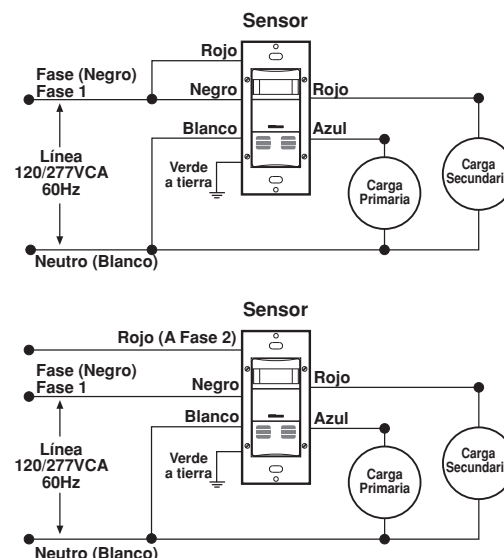 Sensor
Rojo
Fase (Negro)
Fase 1
Negro
Rojo
Blanco
Azul
Línea
120/277VCA
60Hz
Verde
a tierra
Carga
Primaria
Carga
Secundari
Neutro (Blanco)
Sensor
Rojo (A Fase 2)
Fase (Negro)
Fase 1
Negro
Rojo
Blanco
Azul
Línea
120/277VCA
60Hz
Verde
a tierra
Carga
Primaria
Carga
Secundari
Neutro (Blanco)